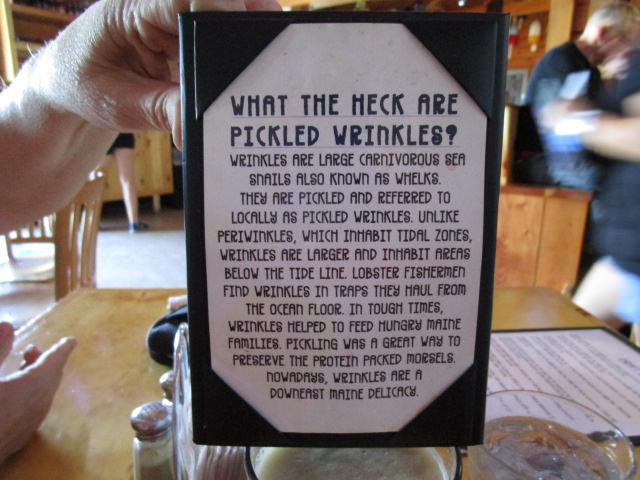 WHAT THE HECK ARE
PICKLED WRINKLES?
WRINKLES ARE LARGE CARNIVOROUS SEA
SNAILS ALSO KNOWN AS WHELKS.
THEY ARE PICKLED AND REFERRED TO
LOCALLY AS PICKLED WRINKLES. UNLIKE
PERIWINKLES, WHICH INHABIT TIDAL ZONES,
WRINKLES ARE LARGER AND INHABIT AREAS
BELOW THE TIDE LINE. LOBSTER FISHERMEN
FIND WRINKLES IN TRAPS THEY HAUL FROM
THE OCEAN FLOOR. IN TOUGH TIMES,
WRINKLES HELPED TO FEED HUNGRY MAINE
FAMILIES. PICKLING WAS A GREAT WAY TO
PRESERVE THE PROTEIN PACKED MORSELS.
NOWADAYS, WRINKLES ARE A
DOWNEAST MAINE DELICACY.